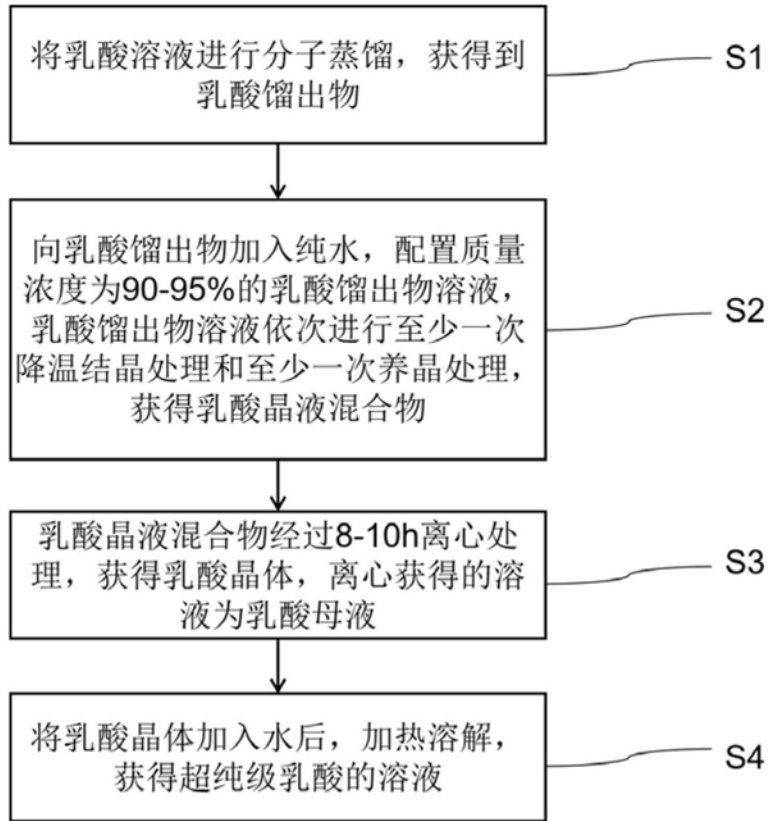 将乳酸溶液进行分子蒸馏，获得到
乳酸馏出物
S1
向乳酸馏出物加入纯水，配置质量
浓度为90-95%的乳酸馏出物溶液，
乳酸馏出物溶液依次进行至少一次
降温结晶处理和至少一次养晶处理，
获得乳酸晶液混合物
S2
乳酸晶液混合物经过8-10h离心处
理，获得乳酸晶体，离心获得的溶
液为乳酸母液
S3
将乳酸晶体加入水后，加热溶解，
获得超纯级乳酸的溶液
S4